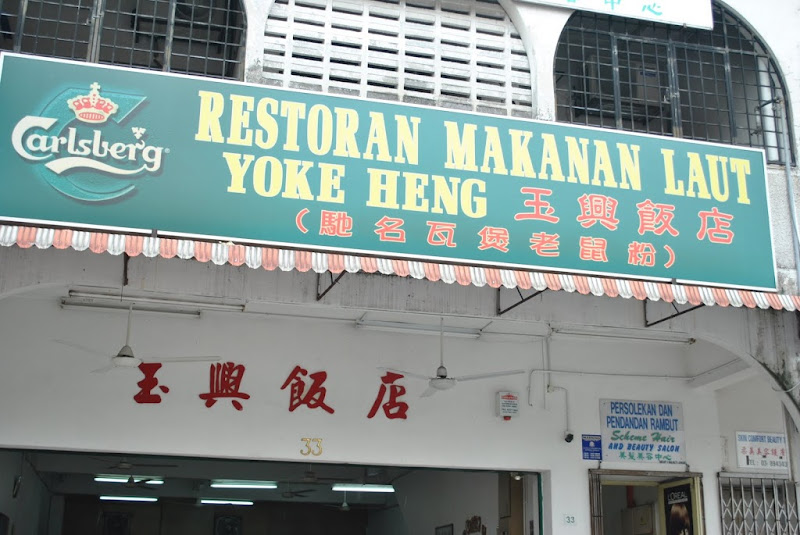 Carlsberg
RESTORAN MAKANAN LAUT
YOKE HENG 玉興飯店
(馳名瓦煲老鼠粉)
玉興飯店
33
PERSOLEKAN DAN
PENDANDAN RAMBUT
Scheme Hair
AND BEAUTY SALON
33